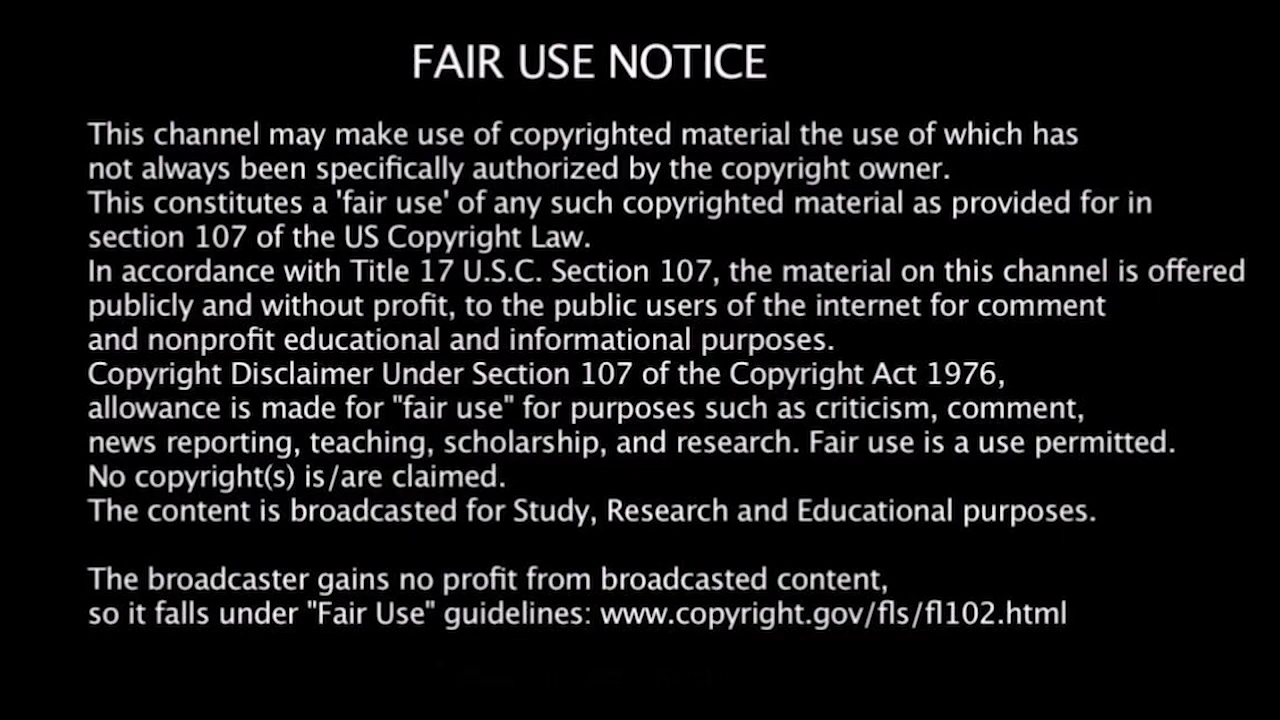 FAIR USE NOTICE
This channel may make use of copyrighted material the use of which has
not always been specifically authorized by the copyright owner.
This constitutes a 'fair use' of any such copyrighted material as provided for in
section 107 of the US Copyright Law.
In accordance with Title 17 U.S.C. Section 107, the material on this channel is offered
publicly and without profit, to the public users of the internet for comment
and nonprofit educational and informational purposes.
Copyright Disclaimer Under Section 107 of the Copyright Act 1976,
allowance is made for "fair use" for purposes such as criticism, comment,
news reporting, teaching, scholarship, and research. Fair use is a use permitted.
No copyright(s) is/are claimed.
The content is broadcasted for Study, Research and Educational purposes.
The broadcaster gains no profit from broadcasted content,
so it falls under "Fair Use" guidelines: www.copyright.gov/fls/fl102.html